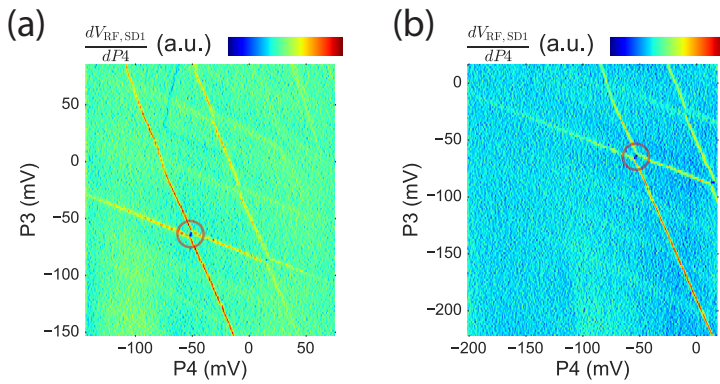 (a)
dV_RF, SD1 / dP4 (a.u.)
P3 (mV)
50
0
−50
−100
−150
−100 −50 0 50
P4 (mV)
(b)
dV_RF, SD1 / dP4 (a.u.)
P3 (mV)
0
−50
−100
−150
−200
−200 −150 −100 −50 0
P4 (mV)